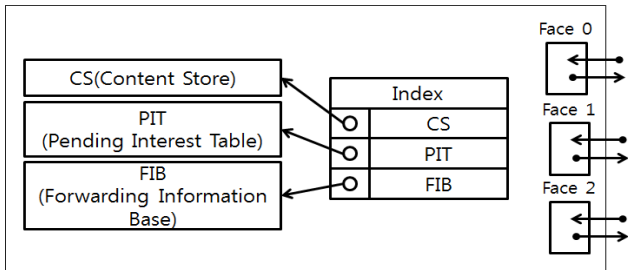 CS(Content Store)
PIT
(Pending Interest Table)
FIB
(Forwarding Information
Base)
Index
CS
PIT
FIB
Face 0
Face 1
Face 2